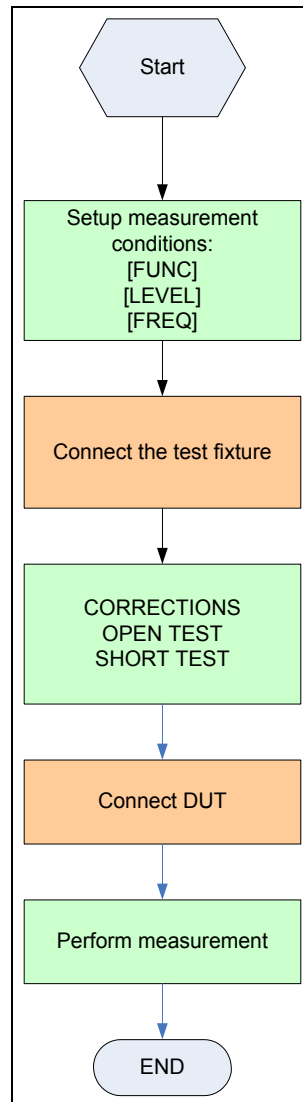 Start
Setup measurement
conditions:
[FUNC]
[LEVEL]
[FREQ]
Connect the test fixture
CORRECTIONS
OPEN TEST
SHORT TEST
Connect DUT
Perform measurement
END